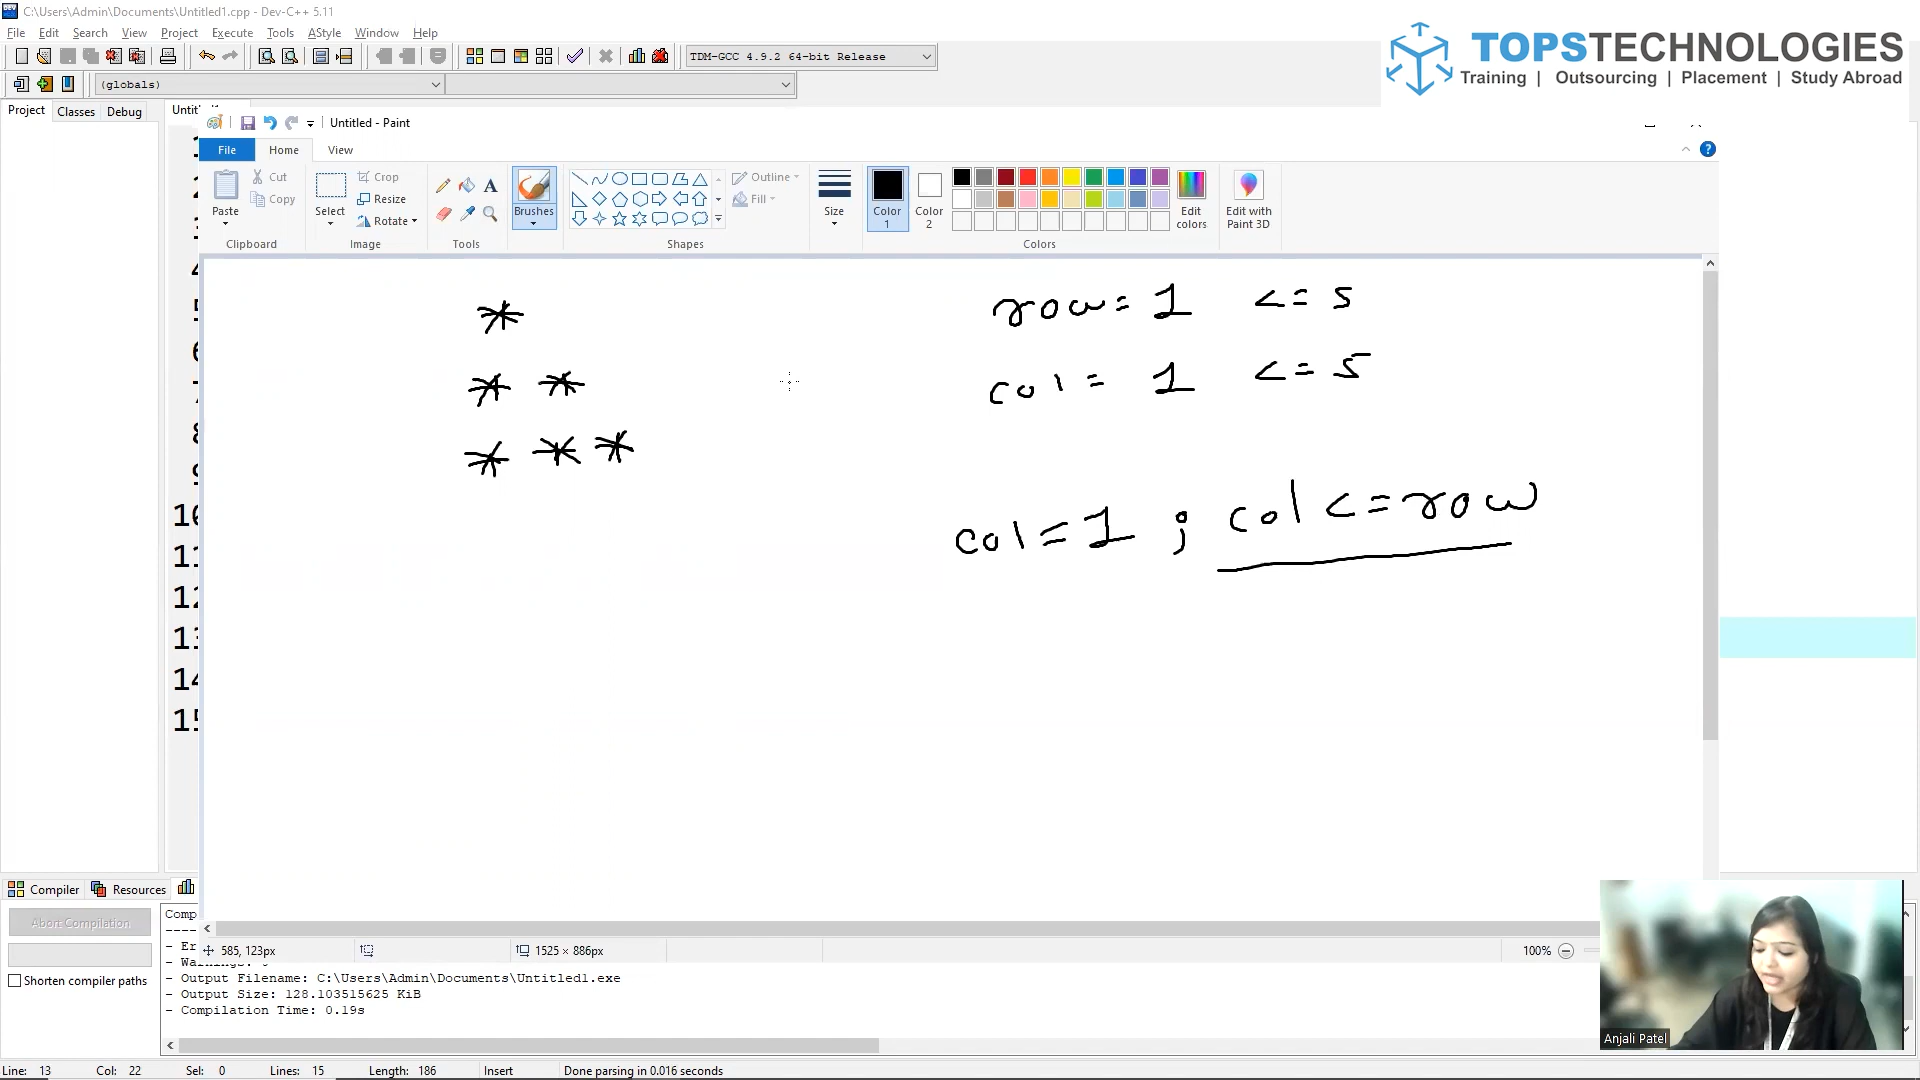 C:\Users\Admin\Documents\Untitled1.cpp - Dev-C++ 5.11
File Edit Search View Project Execute Tools AStyle Window Help
TDM-GCC 4.9.2 64-bit Release
TOPSTECHNOLOGIES
Training | Outsourcing | Placement | Study Abroad
(globals)
Project Classes Debug
Untitled - Paint
File Home View
Paste Cut Copy Clipboard
Select Crop Resize Rotate Image
A Tools
Brushes
Shapes
Outline Fill
Size
Color 1
Color 2
Colors
Edit colors
Edit with Paint 3D
10
11
12
13
14
15
*
* *
* * *
row = 1 <= 5
col = 1 <= 5
col = 1 ; col <= row
585, 123px
1525 × 886px
100%
Compiler Resources
Abort Compilation
Shorten compiler paths
- Output Filename: C:\Users\Admin\Documents\Untitled1.exe
- Output Size: 128.103515625 KiB
- Compilation Time: 0.19s
Anjali Patel
Line: 13 Col: 22 Sel: 0 Lines: 15 Length: 186 Insert Done parsing in 0.016 seconds